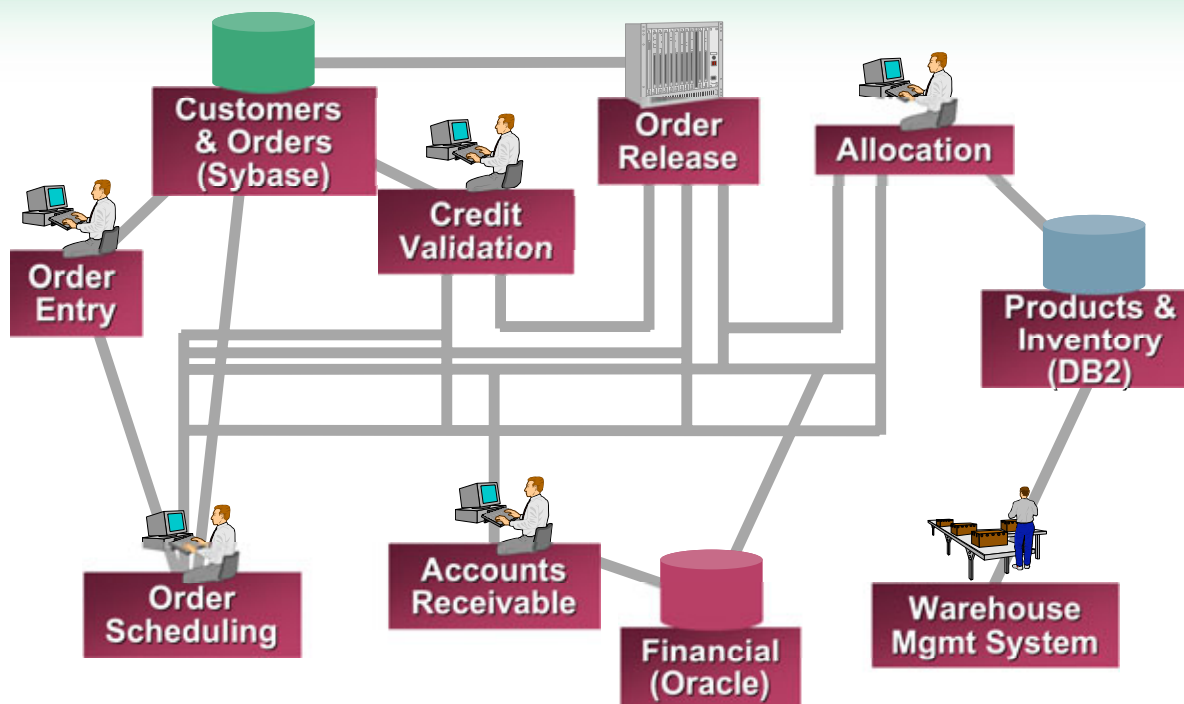 Customers
& Orders
(Sybase)
Order
Release
Allocation
Credit
Validation
Order
Entry
Products &
Inventory
(DB2)
Order
Scheduling
Accounts
Receivable
Financial
(Oracle)
Warehouse
Mgmt System